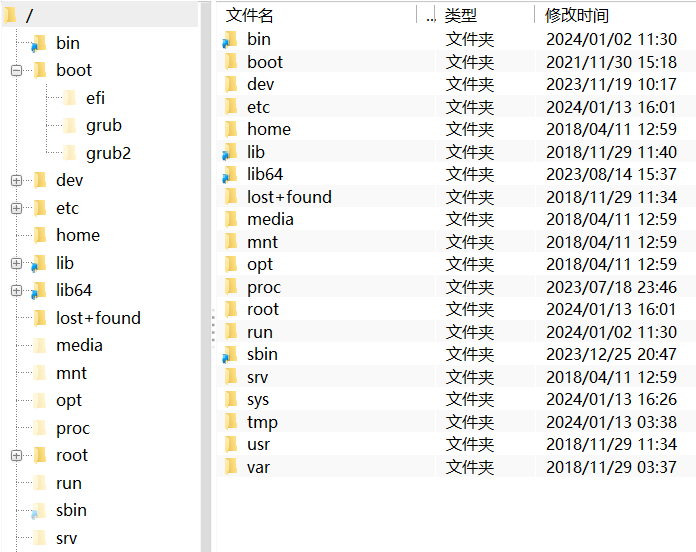 /
bin
boot
efi
grub
grub2
dev
etc
home
lib
lib64
lost+found
media
mnt
opt
proc
root
run
sbin
srv
文件名 .. 类型 修改时间
bin 文件夹 2024/01/02 11:30
boot 文件夹 2021/11/30 15:18
dev 文件夹 2023/11/19 10:17
etc 文件夹 2024/01/13 16:01
home 文件夹 2018/04/11 12:59
lib 文件夹 2018/11/29 11:40
lib64 文件夹 2023/08/14 15:37
lost+found 文件夹 2018/11/29 11:34
media 文件夹 2018/04/11 12:59
mnt 文件夹 2018/04/11 12:59
opt 文件夹 2018/04/11 12:59
proc 文件夹 2023/07/18 23:46
root 文件夹 2024/01/13 16:01
run 文件夹 2024/01/02 11:30
sbin 文件夹 2023/12/25 20:47
srv 文件夹 2018/04/11 12:59
sys 文件夹 2024/01/13 16:26
tmp 文件夹 2024/01/13 03:38
usr 文件夹 2018/11/29 11:34
var 文件夹 2018/11/29 03:37